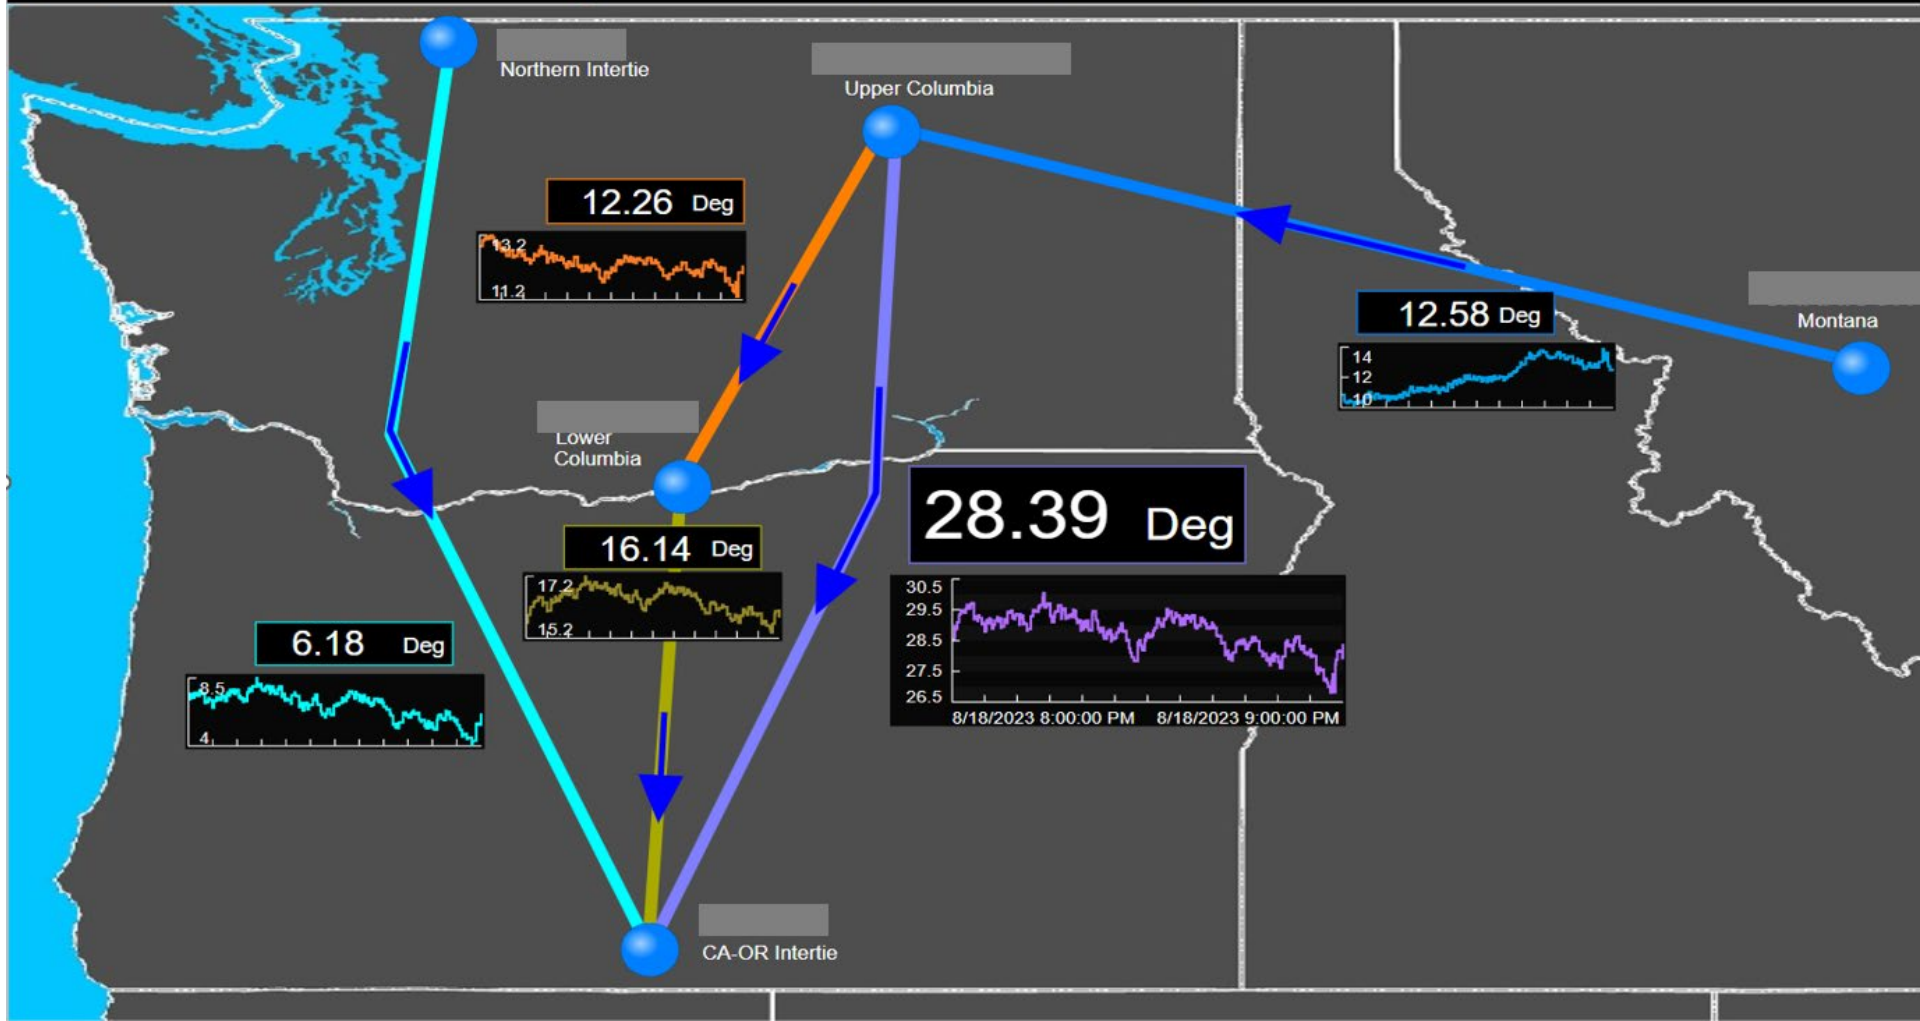 Northern Intertie
Upper Columbia
12.26 Deg
13.2
11.2
12.58 Deg
Montana
14
12
10
Lower
Columbia
28.39 Deg
16.14 Deg
17.2
15.2
30.5
29.5
28.5
27.5
26.5
8/18/2023 8:00:00 PM 8/18/2023 9:00:00 PM
6.18 Deg
8.5
4
CA-OR Intertie